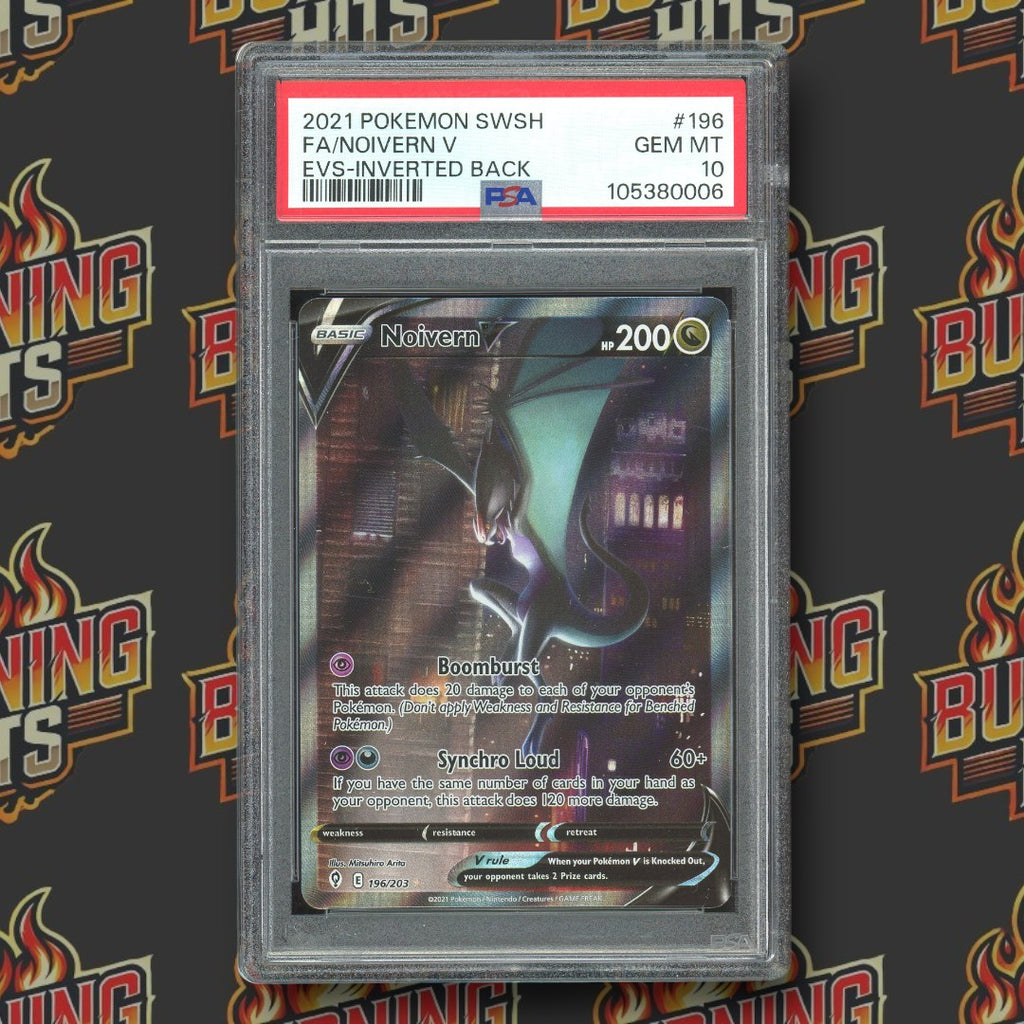 2021 POKEMON SWSH #196
FA/NOIVERN V GEM MT
EVS-INVERTED BACK 10
PSA 105380006
BASIC Noivern HP 200
Boomburst
This attack does 20 damage to each of your opponent's
Pokémon. (Don't apply Weakness and Resistance for Benched
Pokémon.)
Synchro Loud 60+
If you have the same number of cards in your hand as
your opponent, this attack does 120 more damage.
weakness resistance retreat
Illus. Mitsuhiro Arita
V rule When your Pokémon V is Knocked Out,
your opponent takes 2 Prize cards.
E 196/203
©2021 Pokémon / Nintendo / Creatures / GAME FREAK
PSA
BURNING
HITS